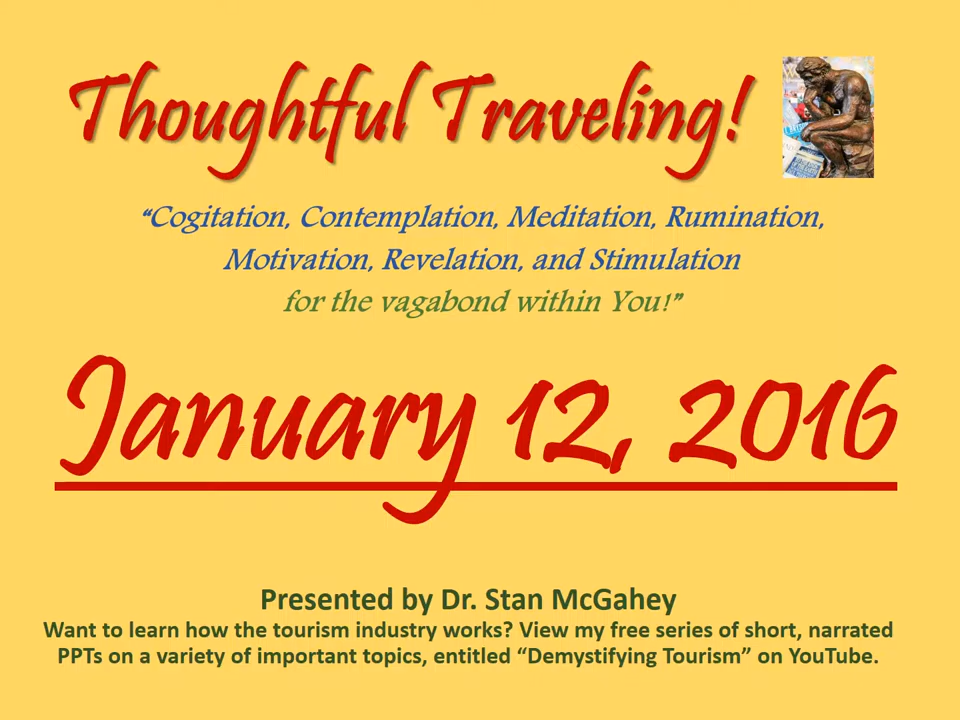 Thoughtful Traveling!
“Cogitation, Contemplation, Meditation, Rumination,
Motivation, Revelation, and Stimulation
for the vagabond within You!”
January 12, 2016
Presented by Dr. Stan McGahey
Want to learn how the tourism industry works? View my free series of short, narrated
PPTs on a variety of important topics, entitled “Demystifying Tourism” on YouTube.